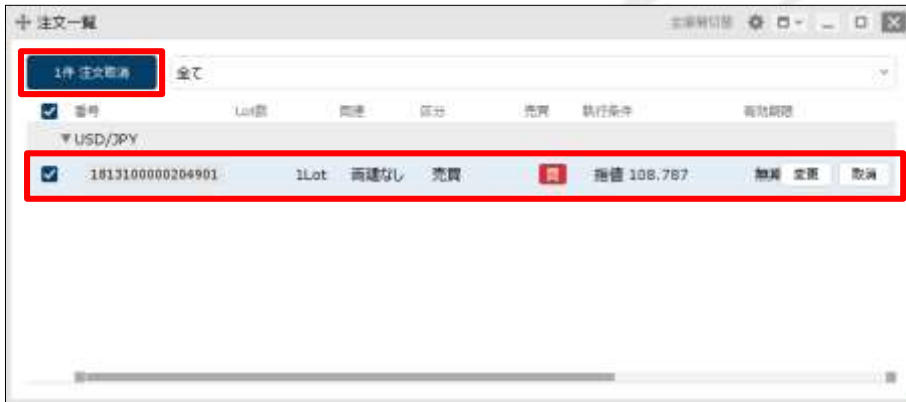 注文一覧
1件 注文取消 全て
番号 Lot数 両建 区分 売買 執行条件 有効期限
▼USD/JPY
1813100000204901 1Lot 両建なし 売買 買 指値 108.787 変更 取消